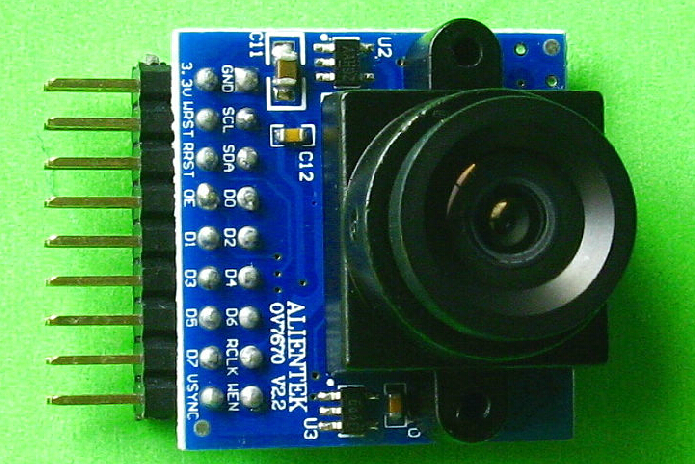 C11
U2
3.3V GND
WRST SCL
RRST SDA
OE D0
D1 D2
D3 D4
D5 D6
D7 RCLK
VSYNC WEN
C12
ALIENTEK
OV7670 V2.2
U3